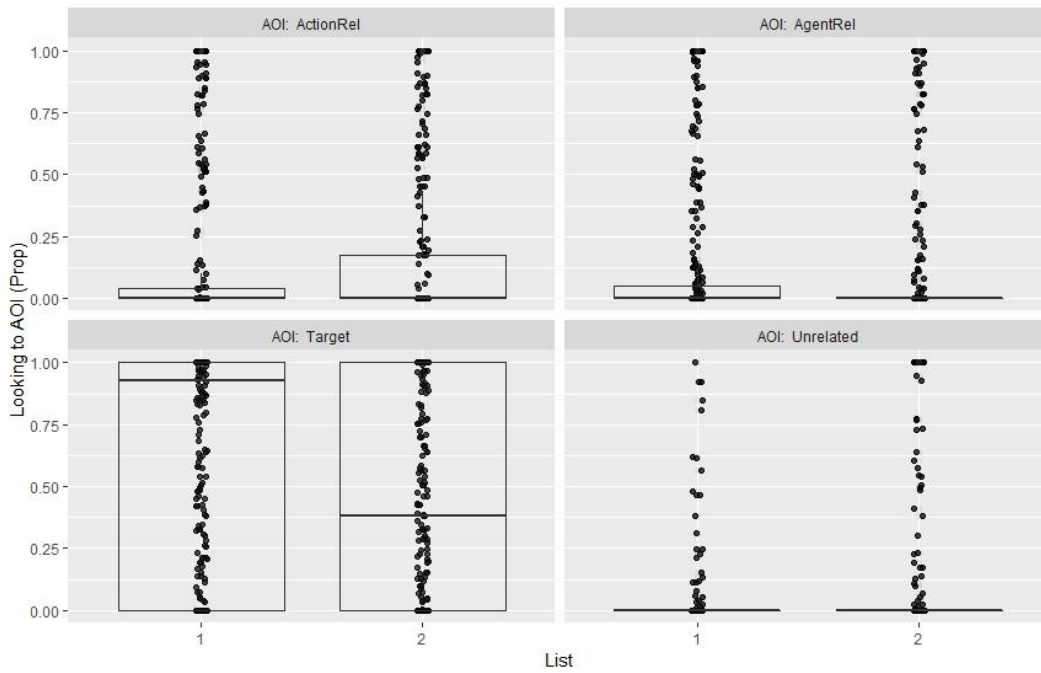 AOI: ActionRel
AOI: AgentRel
1.00
0.75
0.50
0.25
0.00
AOI: Target
AOI: Unrelated
1.00
0.75
0.50
0.25
0.00
Looking to AOI (Prop)
1
2
1
2
List